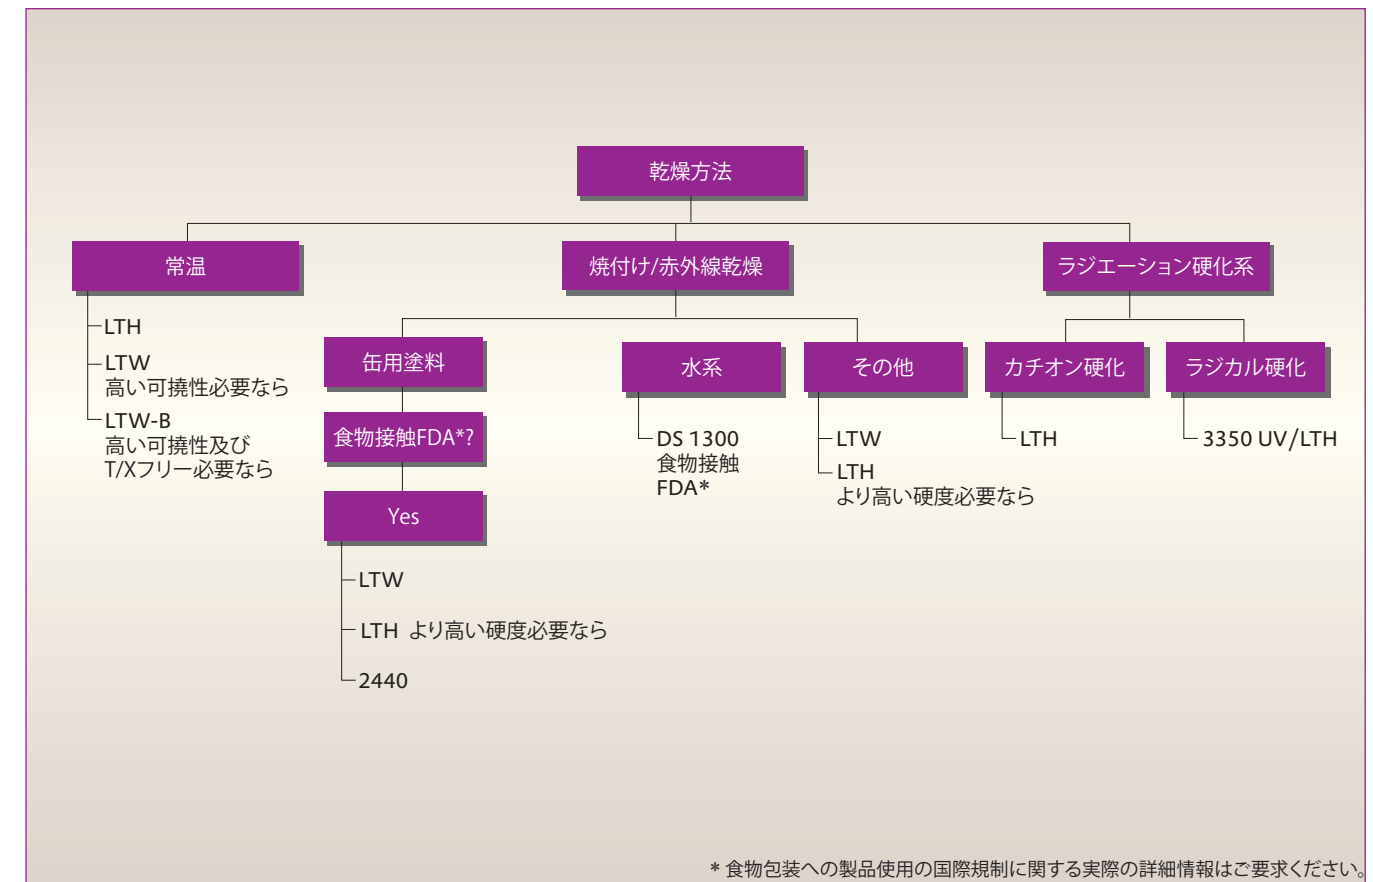 乾燥方法
常温
焼付け/赤外線乾燥
ラジエーション硬化系
LTH
LTW
高い可撓性必要なら
LTW-B
高い可撓性及び
T/Xフリー必要なら
缶用塗料
食物接触FDA*?
Yes
LTW
LTH より高い硬度必要なら
2440
水系
DS 1300
食物接触
FDA*
その他
LTW
LTH
より高い硬度必要なら
カチオン硬化
LTH
ラジカル硬化
3350 UV/LTH
* 食物包装への製品使用の国際規制に関する実際の詳細情報はご要求ください。